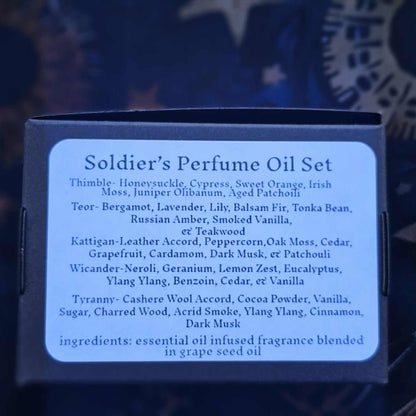 Soldier's Perfume Oil Set
Thimble- Honeysuckle, Cypress, Sweet Orange, Irish
Moss, Juniper Olibanum, Aged Patchoili
Teor- Bergamot, Lavender, Lily, Balsam Fir, Tonka Bean,
Russian Amber, Smoked Vanilla,
& Teakwood
Kattigan-Leather Accord, Peppercorn,Oak Moss, Cedar,
Grapefruit, Cardamom, Dark Musk, & Patchouli
Wicander-Neroli, Geranium, Lemon Zest, Eucalyptus,
Ylang Ylang, Benzoin, Cedar, & Vanilla
Tyranny- Cashere Wool Accord, Cocoa Powder, Vanilla,
Sugar, Charred Wood, Acrid Smoke, Ylang Ylang, Cinnamon,
Dark Musk
ingredients: essential oil infused fragrance blended
in grape seed oil